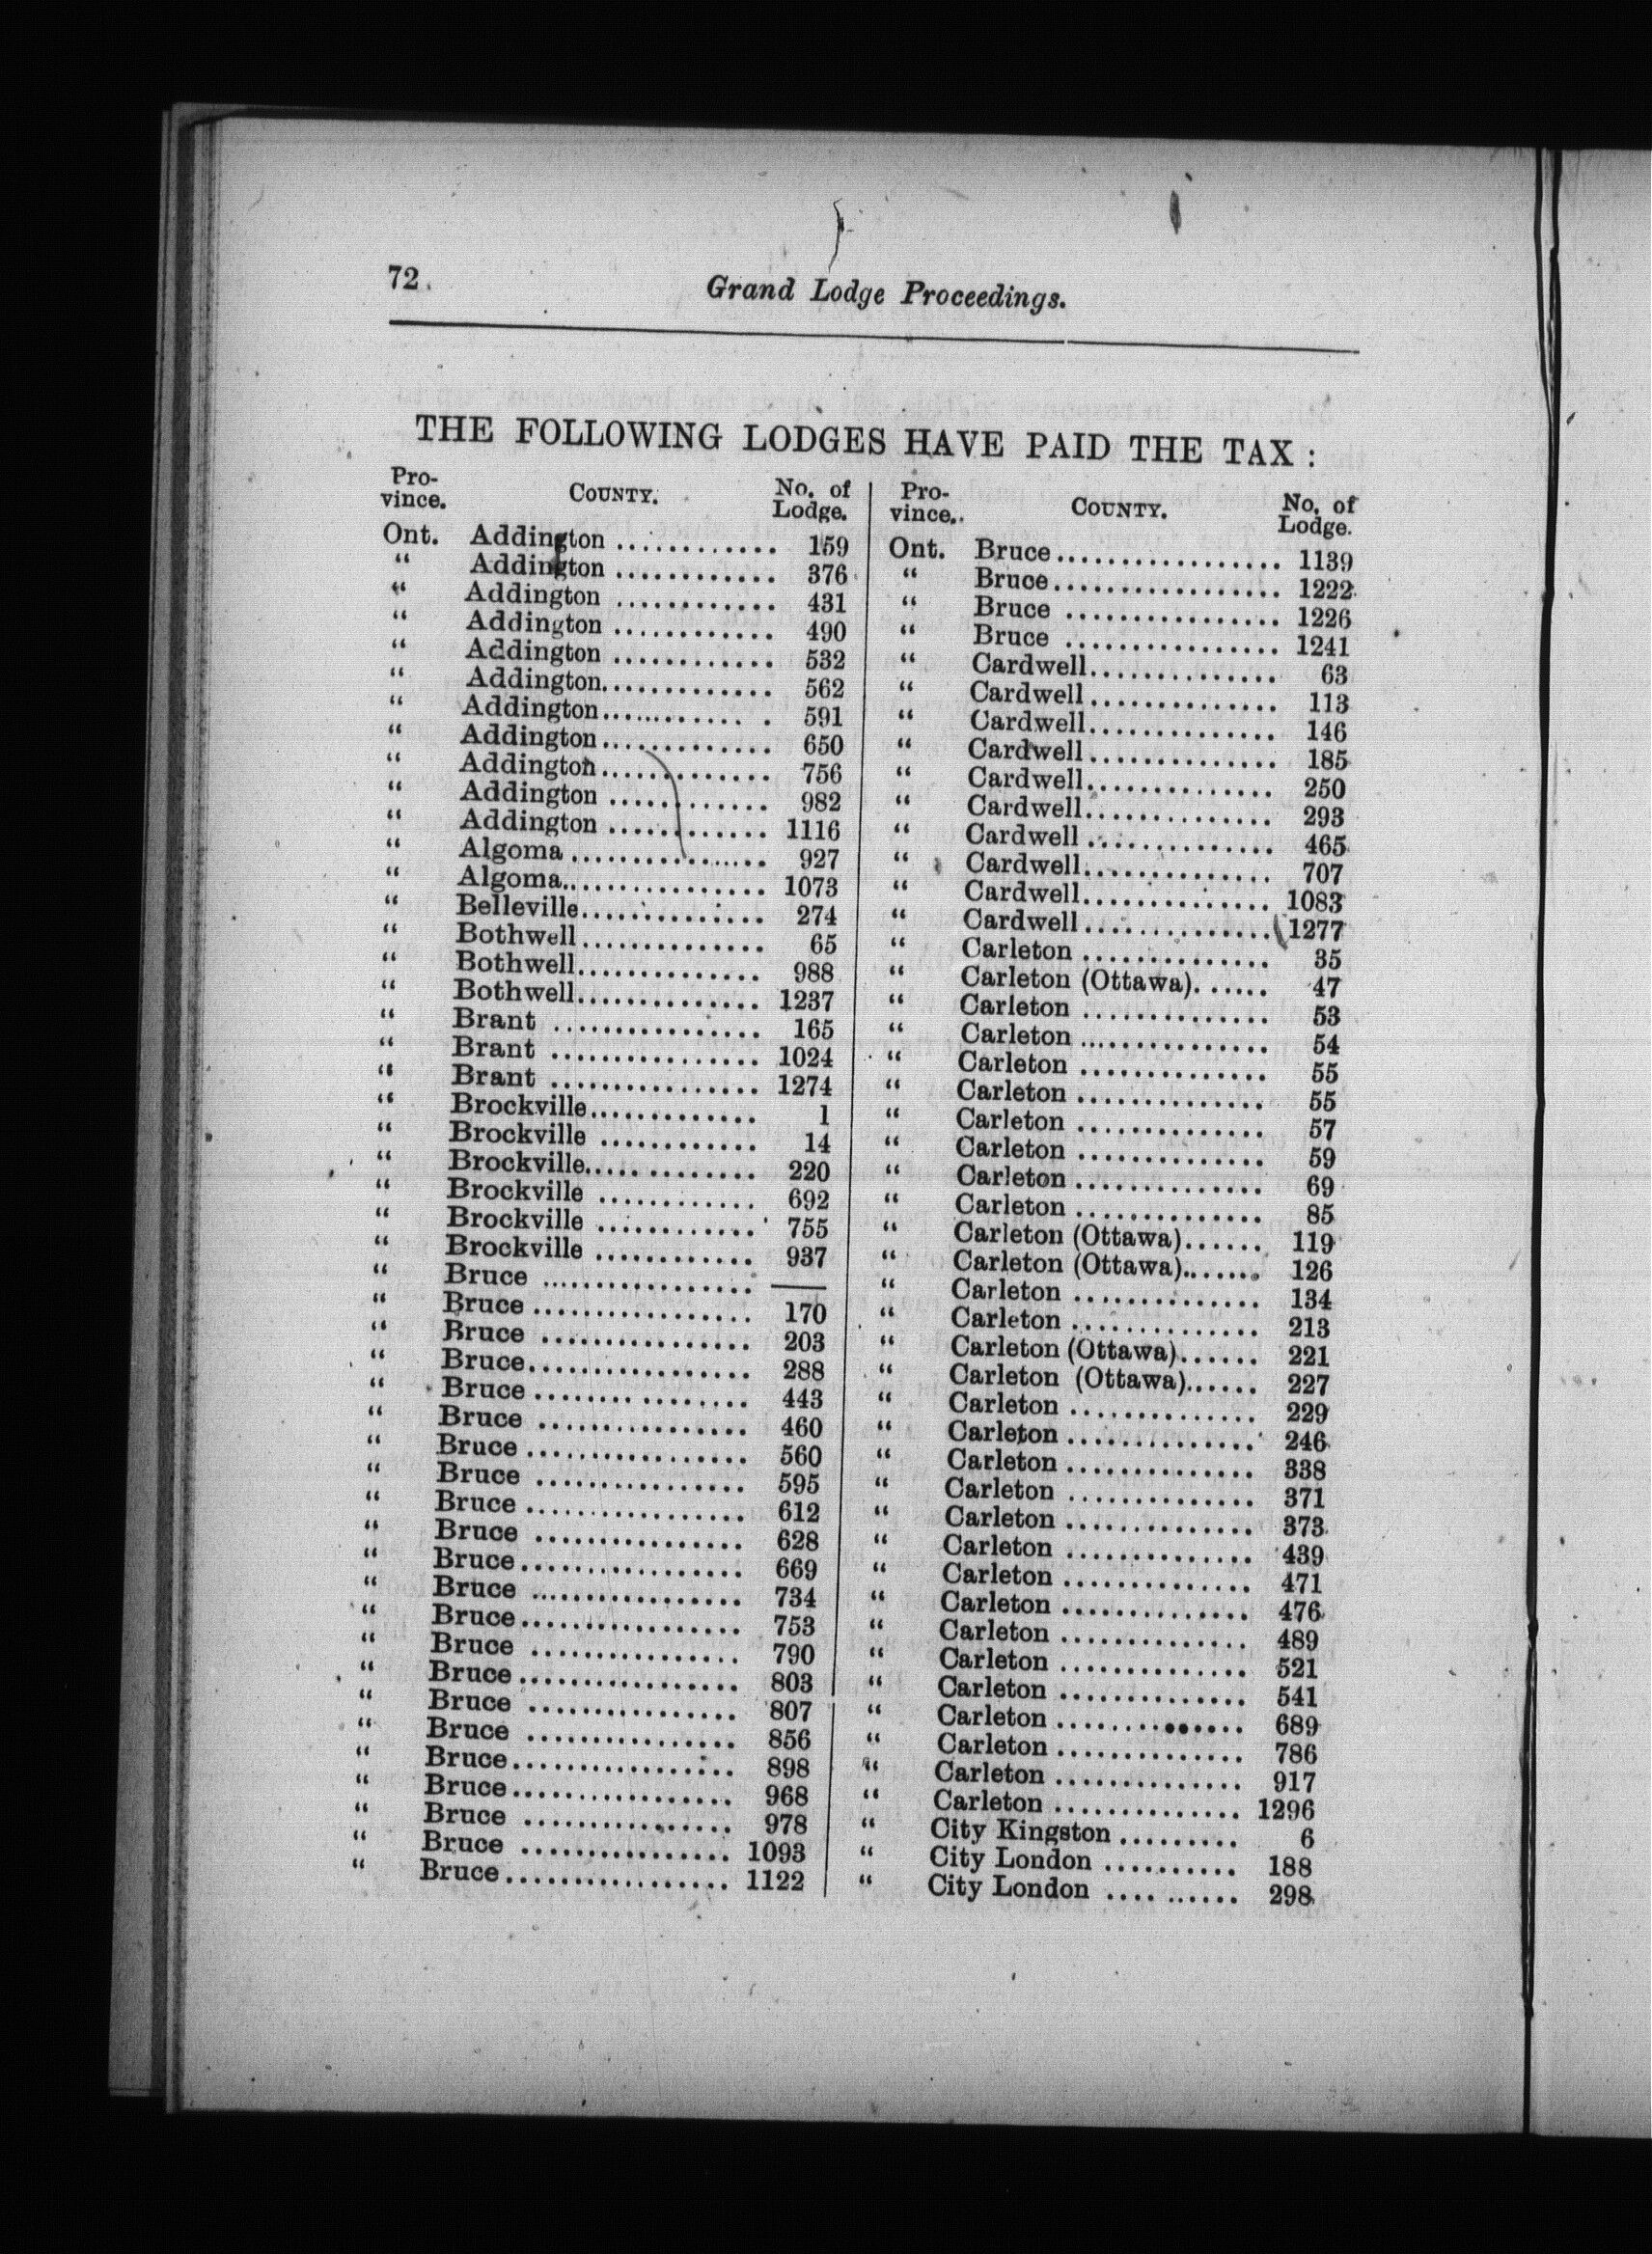 72
Grand Lodge Proceedings.
THE FOLLOWING LODGES HAVE PAID THE TAX :
Pro-
vince. COUNTY. No. of
Lodge.
Ont. Addington ............ 159
“ Addington ............ 376
“ Addington ............ 431
“ Addington ............ 490
“ Addington ............ 532
“ Addington............. 562
“ Addington............. 591
“ Addington............. 650
“ Addington............. 756
“ Addington ............ 982
“ Addington ............ 1116
“ Algoma ............... 927
“ Algoma................ 1073
“ Belleville.............. 274
“ Bothwell.............. 65
“ Bothwell.............. 988
“ Bothwell.............. 1237
“ Brant ................ 165
“ Brant ................ 1024
“ Brant ................ 1274
“ Brockville............. 1
“ Brockville ............ 14
“ Brockville............. 220
“ Brockville ............ 692
“ Brockville ............ 755
“ Brockville ............ 937
“ Bruce ................. ——
“ Bruce................. 170
“ Bruce ................ 203
“ Bruce................. 288
“ Bruce................. 443
“ Bruce ................ 460
“ Bruce................. 560
“ Bruce ................ 595
“ Bruce................. 612
“ Bruce ................ 628
“ Bruce................. 669
“ Bruce ................. 734
“ Bruce................. 753
“ Bruce ................ 790
“ Bruce................. 803
“ Bruce ................ 807
“ Bruce ................ 856
“ Bruce................. 898
“ Bruce................. 968
“ Bruce ................ 978
“ Bruce ................ 1093
“ Bruce................. 1122
Pro-
vince. COUNTY. No. of
Lodge.
Ont. Bruce................. 1139
“ Bruce................. 1222
“ Bruce ................ 1226
“ Bruce ................ 1241
“ Cardwell.............. 63
“ Cardwell.............. 113
“ Cardwell.............. 146
“ Cardwell.............. 185
“ Cardwell.............. 250
“ Cardwell.............. 293
“ Cardwell.............. 465
“ Cardwell.............. 707
“ Cardwell.............. 1083
“ Cardwell.............. 1277
“ Carleton .............. 35
“ Carleton (Ottawa)...... 47
“ Carleton .............. 53
“ Carleton .............. 54
“ Carleton .............. 55
“ Carleton .............. 55
“ Carleton .............. 57
“ Carleton .............. 59
“ Carleton .............. 69
“ Carleton .............. 85
“ Carleton (Ottawa)...... 119
“ Carleton (Ottawa)....... 126
“ Carleton .............. 134
“ Carleton .............. 213
“ Carleton (Ottawa)...... 221
“ Carleton (Ottawa)...... 227
“ Carleton .............. 229
“ Carleton .............. 246
“ Carleton .............. 338
“ Carleton .............. 371
“ Carleton .............. 373
“ Carleton .............. 439
“ Carleton .............. 471
“ Carleton .............. 476
“ Carleton .............. 489
“ Carleton .............. 521
“ Carleton .............. 541
“ Carleton .............. 689
“ Carleton .............. 786
“ Carleton .............. 917
“ Carleton .............. 1296
“ City Kingston ......... 6
“ City London .......... 188
“ City London .......... 298